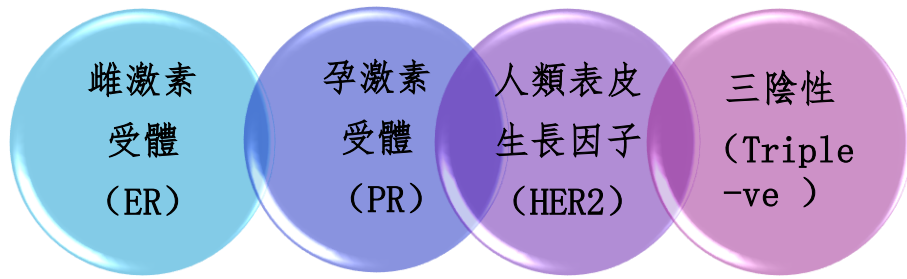 雌激素
受體
（ER）
孕激素
受體
（PR）
人類表皮
生長因子
（HER2）
三陰性
（Triple
-ve ）